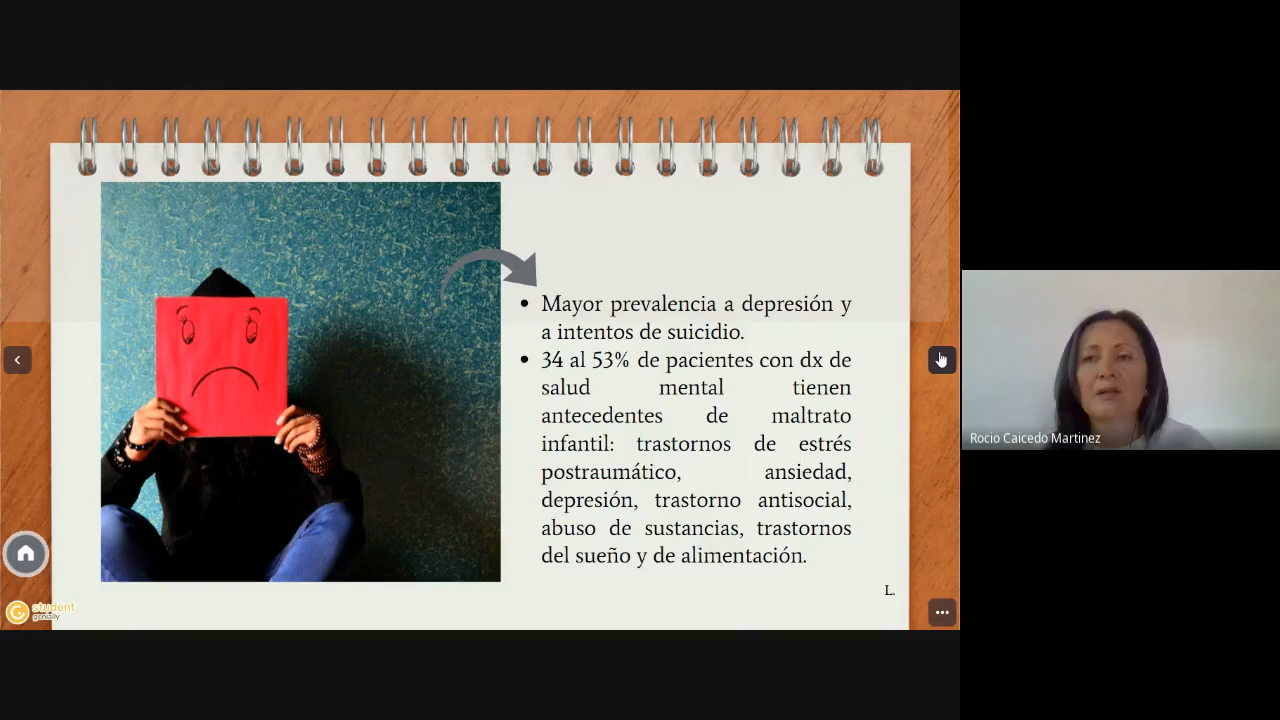 Mayor prevalencia a depresión y
a intentos de suicidio.
34 al 53% de pacientes con dx de
salud mental tienen
antecedentes de maltrato
infantil: trastornos de estrés
postraumático, ansiedad,
depresión, trastorno antisocial,
abuso de sustancias, trastornos
del sueño y de alimentación.
L.
student
genially
Rocio Caicedo Martinez